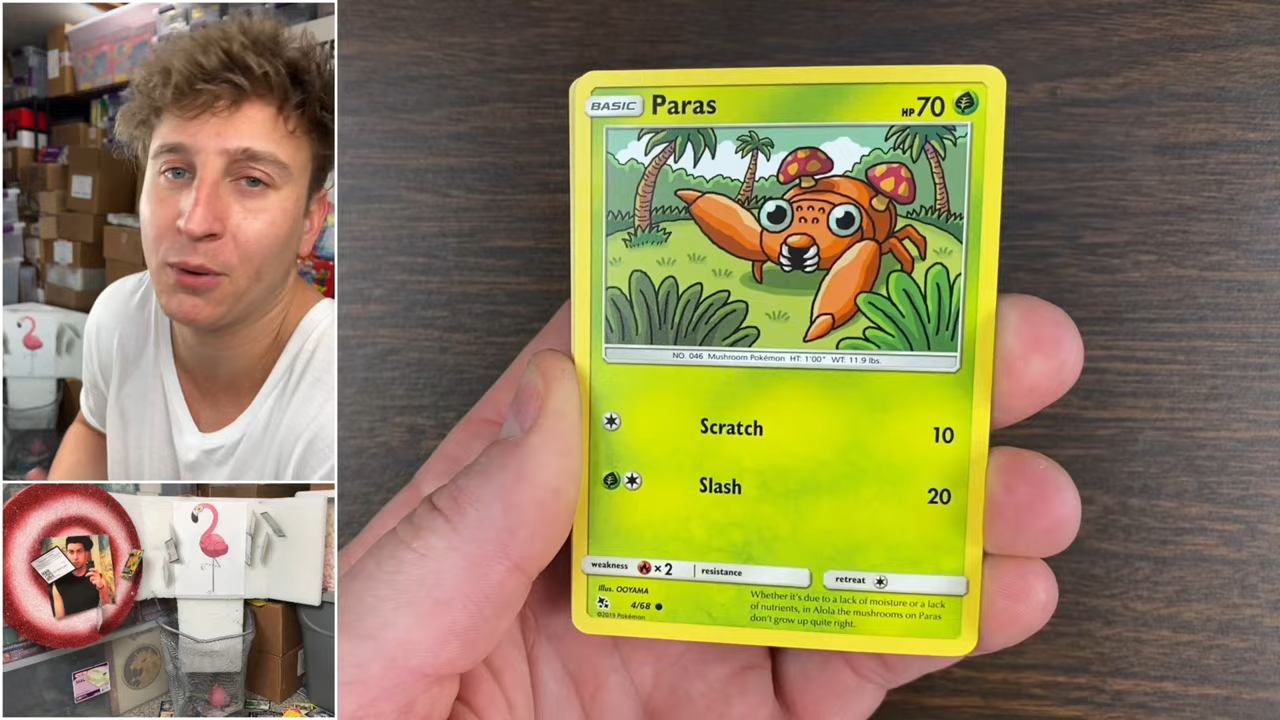 BASIC Paras HP 70
NO. 046 Mushroom Pokémon HT: 1'00" WT: 11.9 lbs.
Scratch 10
Slash 20
weakness ×2 resistance retreat
Illus. OOYAMA
4/68
©2019 Pokémon
Whether it's due to a lack of moisture or a lack
of nutrients, in Alola the mushrooms on Paras
don't grow up quite right.